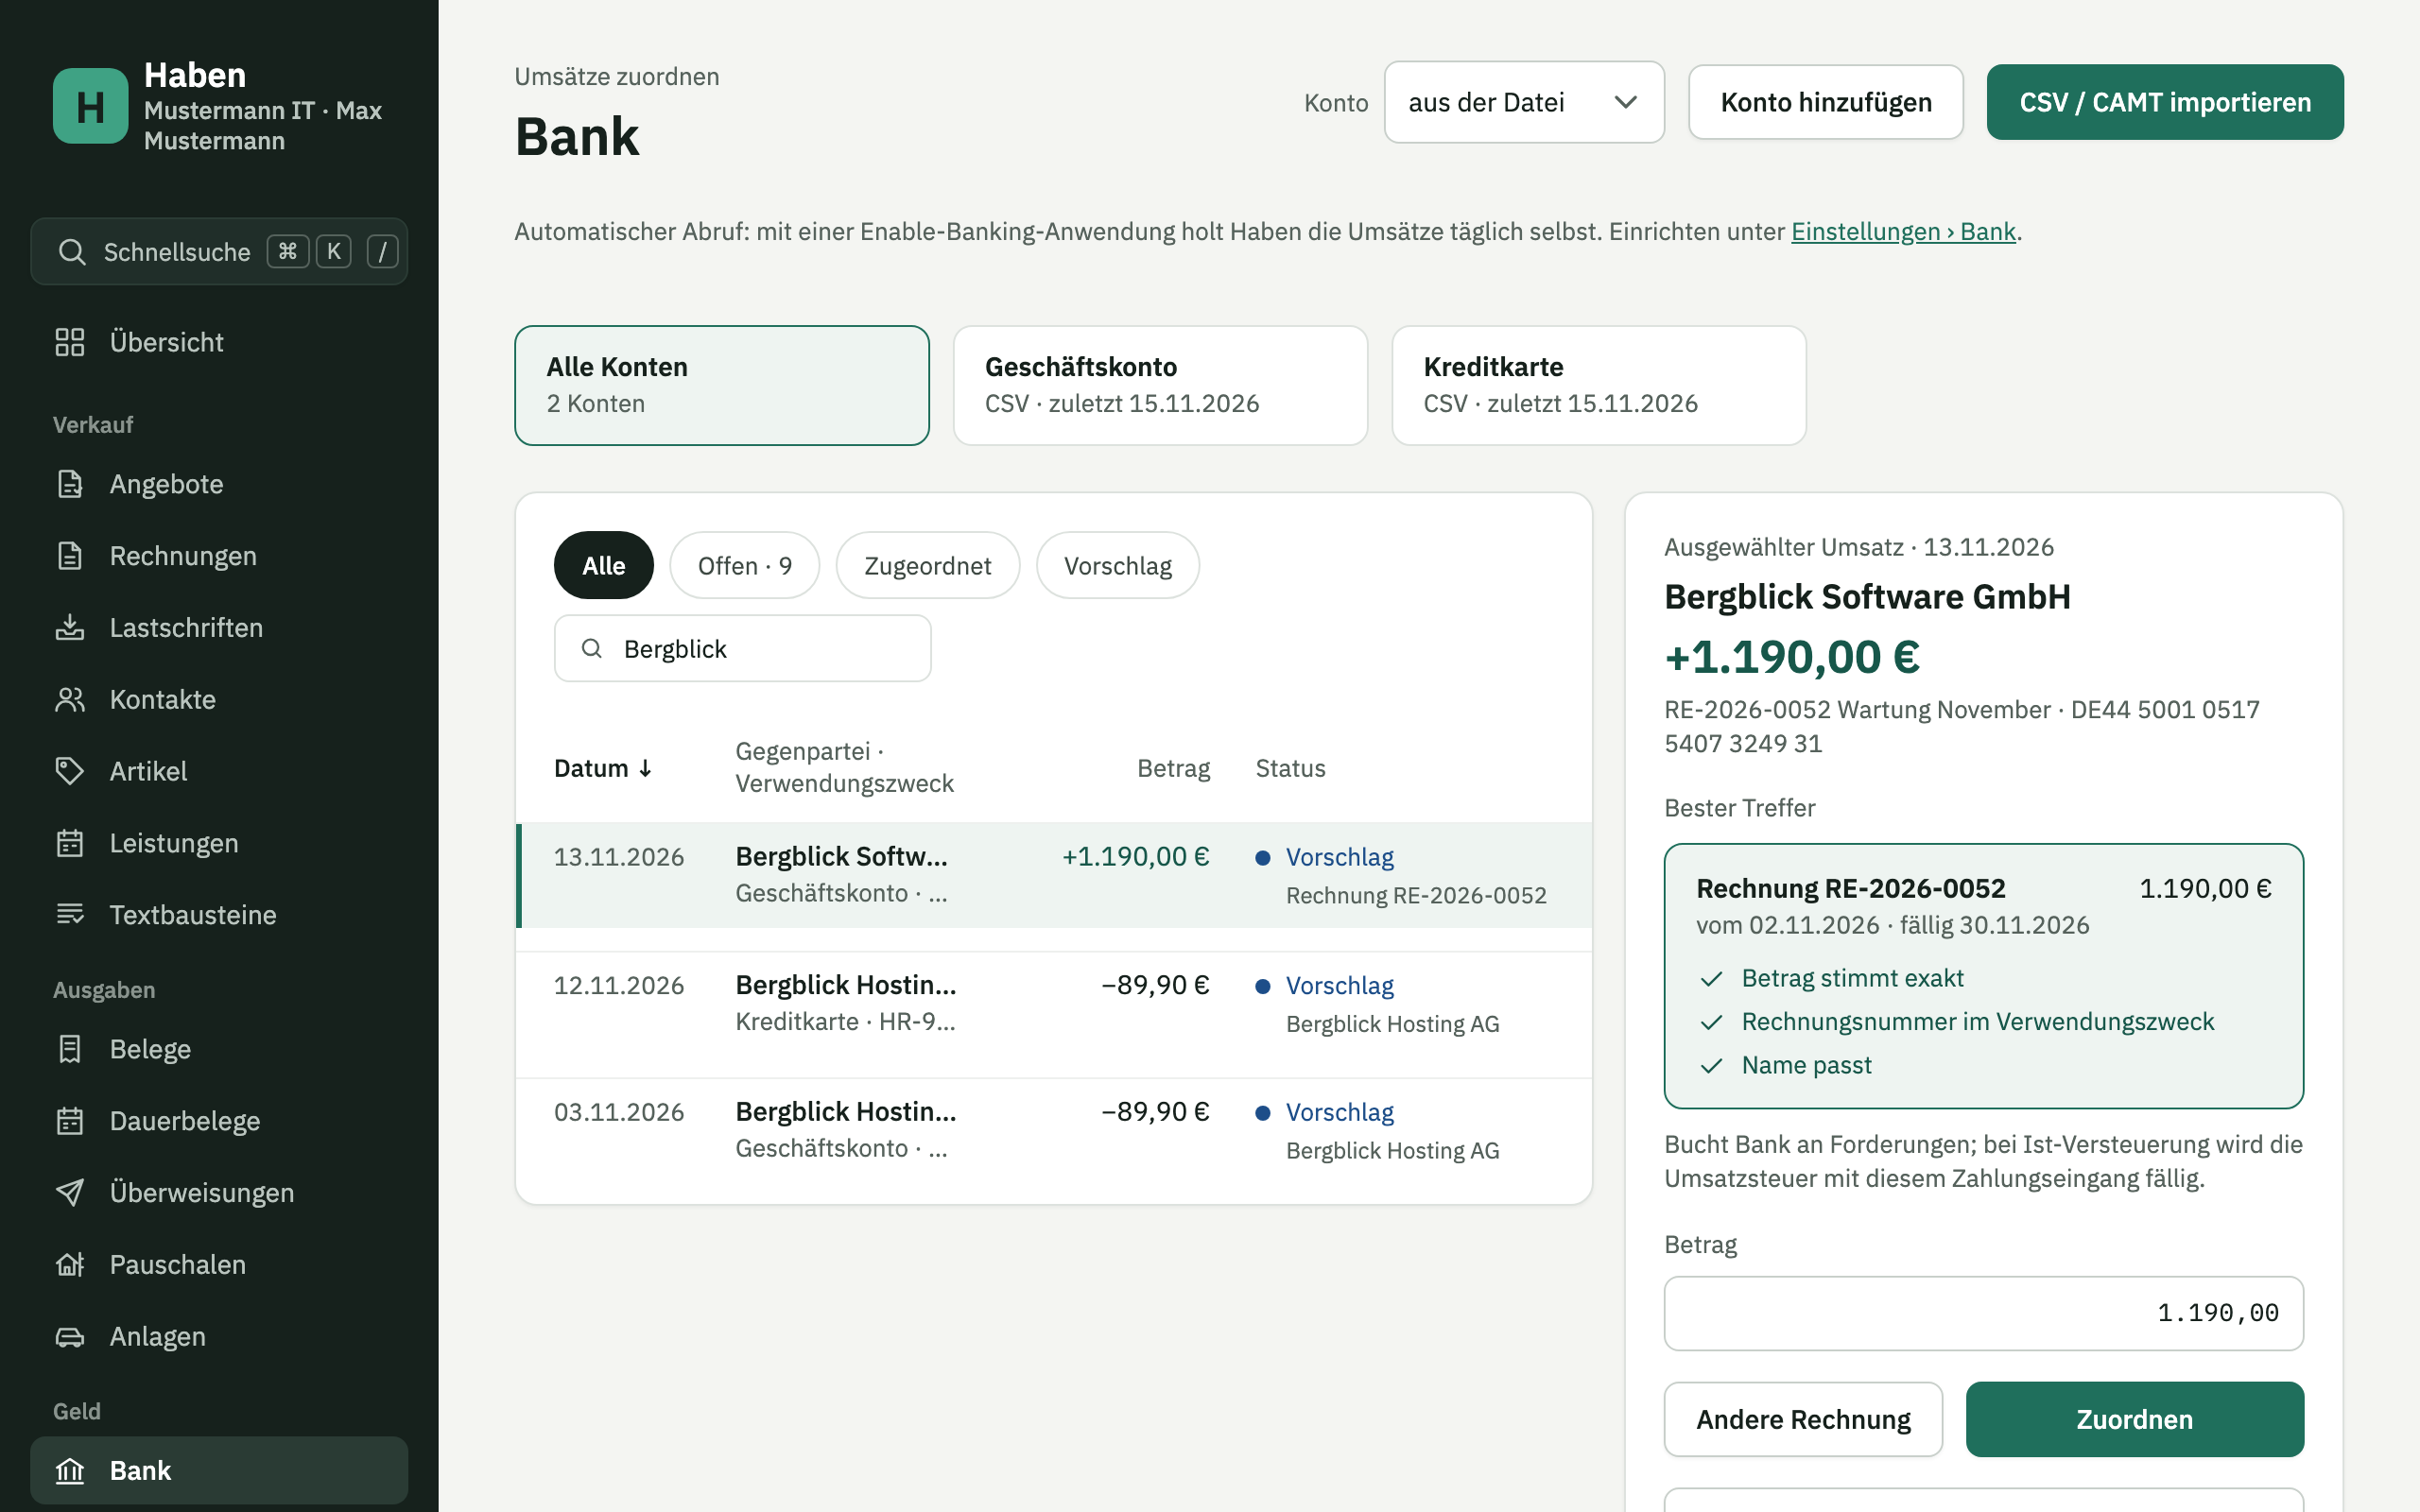 Haben
Mustermann IT · Max
Mustermann
Schnellsuche ⌘ K /
Übersicht
Verkauf
Angebote
Rechnungen
Lastschriften
Kontakte
Artikel
Leistungen
Textbausteine
Ausgaben
Belege
Dauerbelege
Überweisungen
Pauschalen
Anlagen
Geld
Bank
Umsätze zuordnen
Bank
Konto
aus der Datei
Konto hinzufügen
CSV / CAMT importieren
Automatischer Abruf: mit einer Enable-Banking-Anwendung holt Haben die Umsätze täglich selbst. Einrichten unter Einstellungen › Bank.
Alle Konten
2 Konten
Geschäftskonto
CSV · zuletzt 15.11.2026
Kreditkarte
CSV · zuletzt 15.11.2026
Alle
Offen · 9
Zugeordnet
Vorschlag
Bergblick
Datum ↓
Gegenpartei ·
Verwendungszweck
Betrag
Status
13.11.2026
Bergblick Softw...
Geschäftskonto · ...
+1.190,00 €
Vorschlag
Rechnung RE-2026-0052
12.11.2026
Bergblick Hostin...
Kreditkarte · HR-9...
−89,90 €
Vorschlag
Bergblick Hosting AG
03.11.2026
Bergblick Hostin...
Geschäftskonto · ...
−89,90 €
Vorschlag
Bergblick Hosting AG
Ausgewählter Umsatz · 13.11.2026
Bergblick Software GmbH
+1.190,00 €
RE-2026-0052 Wartung November · DE44 5001 0517
5407 3249 31
Bester Treffer
Rechnung RE-2026-0052
1.190,00 €
vom 02.11.2026 · fällig 30.11.2026
Betrag stimmt exakt
Rechnungsnummer im Verwendungszweck
Name passt
Bucht Bank an Forderungen; bei Ist-Versteuerung wird die
Umsatzsteuer mit diesem Zahlungseingang fällig.
Betrag
1.190,00
Andere Rechnung
Zuordnen